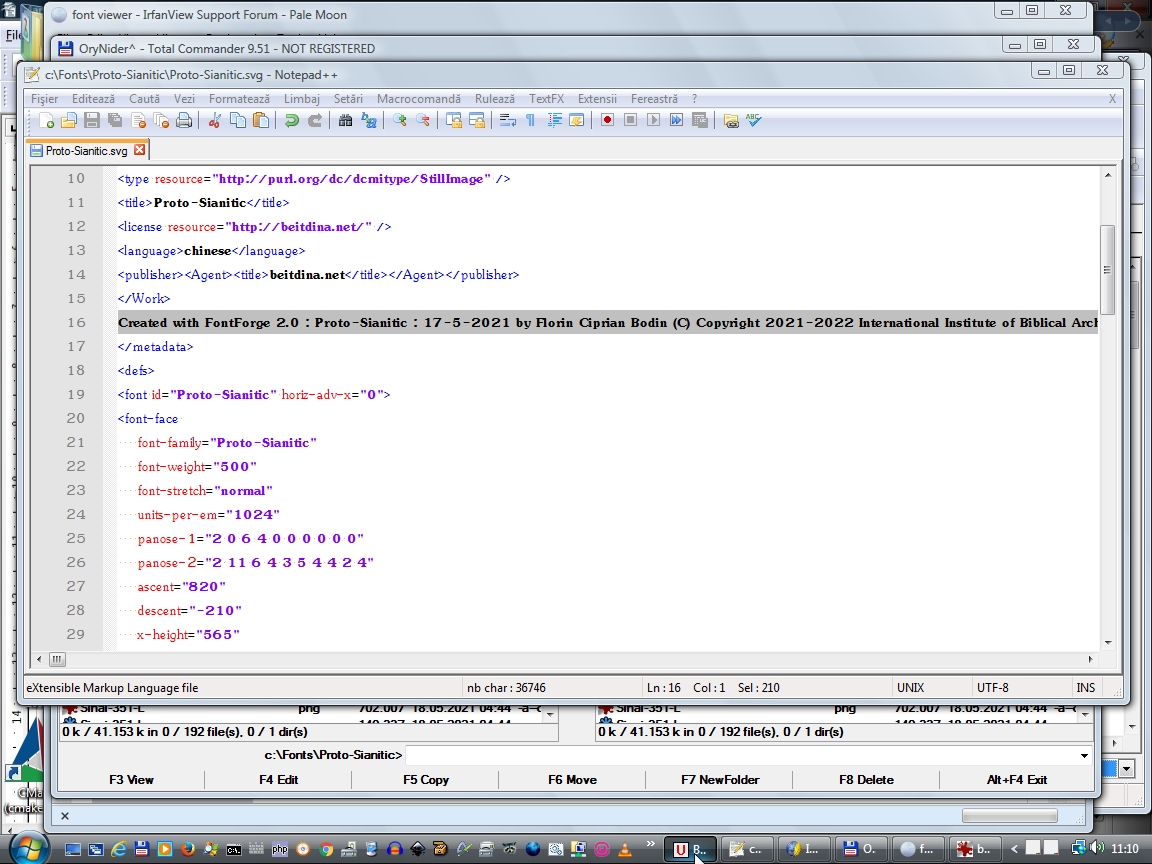 font viewer - IrfanView Support Forum - Pale Moon
OryNider^ - Total Commander 9.51 - NOT REGISTERED
c:\Fonts\Proto-Sianitic\Proto-Sianitic.svg - Notepad++
Fișier Editează Caută Vezi Formatează Limbaj Setări Macrocomandă Rulează TextFX Extensii Fereastră ? X
Proto-Sianitic.svg
10 <type resource="http://purl.org/dc/dcmitype/StillImage" />
11 <title>Proto-Sianitic</title>
12 <license resource="http://beitdina.net/" />
13 <language>chinese</language>
14 <publisher><Agent><title>beitdina.net</title></Agent></publisher>
15 </Work>
16 Created with FontForge 2.0 : Proto-Sianitic : 17-5-2021 by Florin Ciprian Bodin (C) Copyright 2021-2022 International Institute of Biblical Arch
17 </metadata>
18 <defs>
19 <font id="Proto-Sianitic" horiz-adv-x="0">
20 <font-face
21 font-family="Proto-Sianitic"
22 font-weight="500"
23 font-stretch="normal"
24 units-per-em="1024"
25 panose-1="2 0 6 4 0 0 0 0 0 0"
26 panose-2="2 11 6 4 3 5 4 4 2 4"
27 ascent="820"
28 descent="-210"
29 x-height="565"
eXtensible Markup Language file nb char : 36746 Ln : 16 Col : 1 Sel : 210 UNIX UTF-8 INS
Sinai-351-L png 702.007 18.05.2021 04:44 -a-
0 k / 41.153 k in 0 / 192 file(s), 0 / 1 dir(s) 0 k / 41.153 k in 0 / 192 file(s), 0 / 1 dir(s)
c:\Fonts\Proto-Sianitic>
F3 View F4 Edit F5 Copy F6 Move F7 NewFolder F8 Delete Alt+F4 Exit
B.. c.. I... O.. f... b.. 11:10